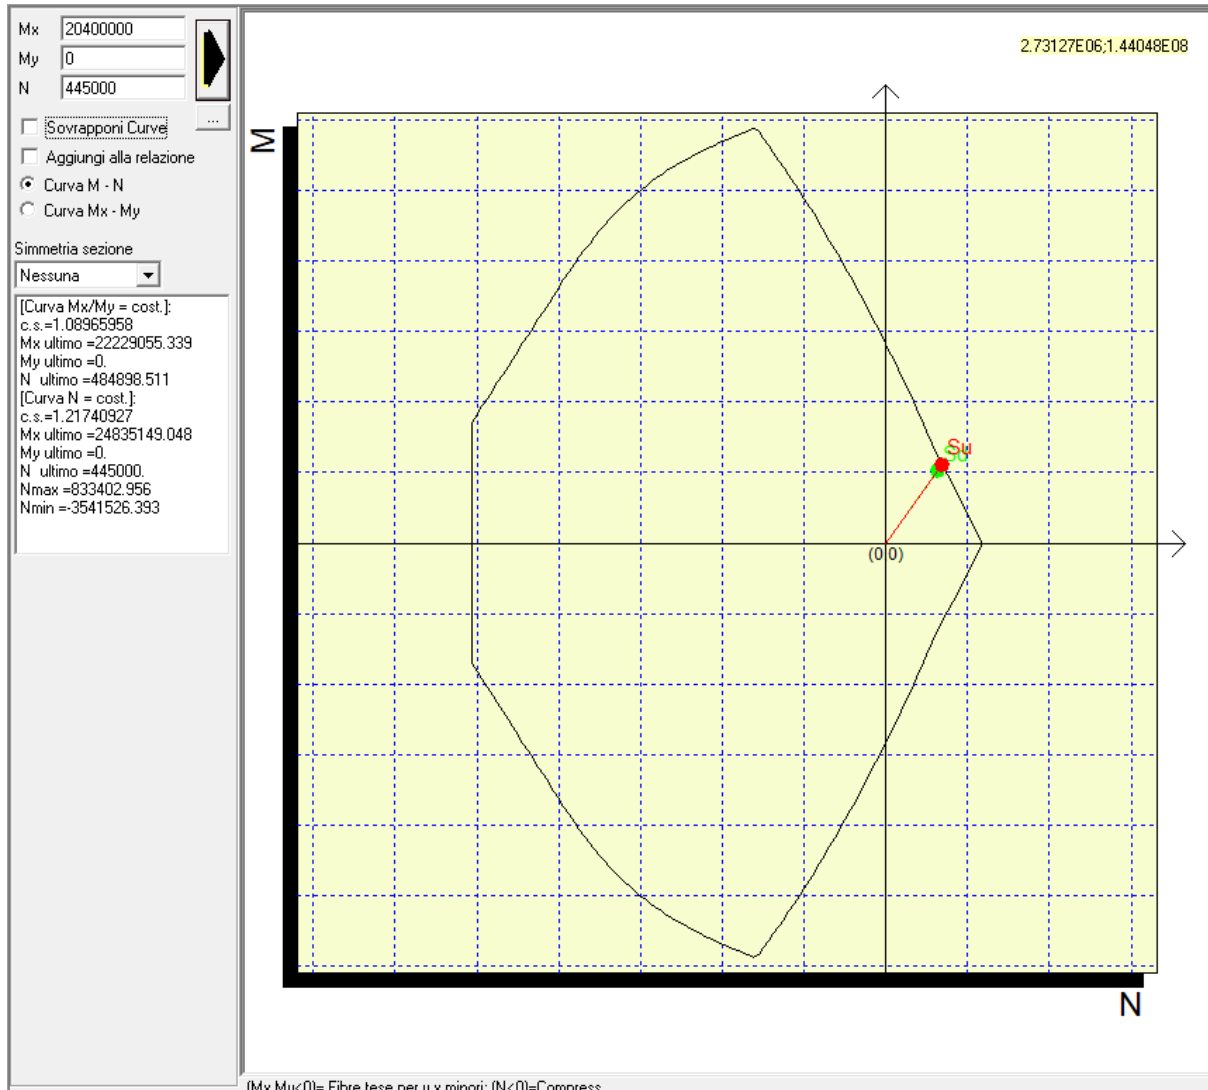 Mx 20400000
My 0
N 445000
...
Sovrapponi Curve
Aggiungi alla relazione
Curva M - N
Curva Mx - My
Simmetria sezione
Nessuna
[Curva Mx/My = cost.]:
c.s.=1.08965958
Mx ultimo =22229055.339
My ultimo =0.
N ultimo =484898.511
[Curva N = cost.]:
c.s.=1.21740927
Mx ultimo =24835149.048
My ultimo =0.
N ultimo =445000.
Nmax =833402.956
Nmin =-3541526.393
2.73127E06;1.44048E08
M
Su
(0 0)
N
(Mx,My<0)= Fibre tese per y,x minori; (N<0)=Compress.